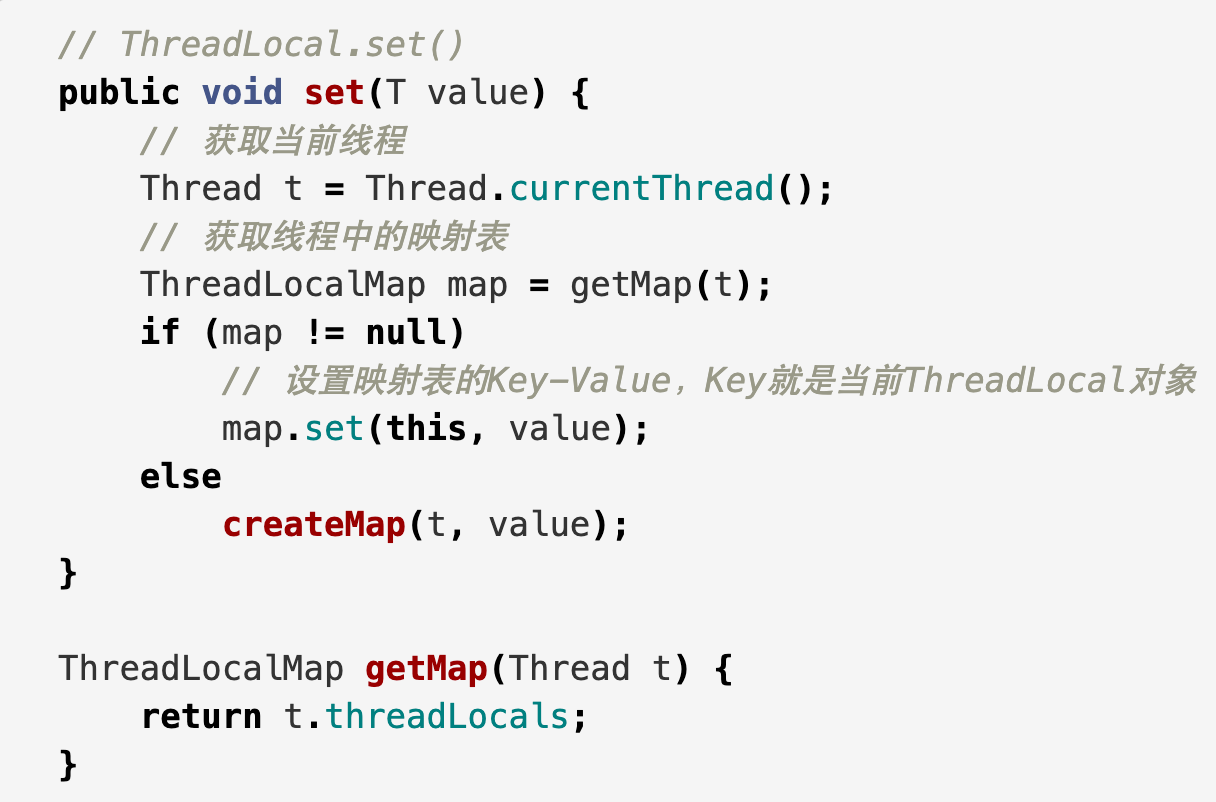 // ThreadLocal.set()
public void set(T value) {
    // 获取当前线程
    Thread t = Thread.currentThread();
    // 获取线程中的映射表
    ThreadLocalMap map = getMap(t);
    if (map != null)
        // 设置映射表的Key-Value，Key就是当前ThreadLocal对象
        map.set(this, value);
    else
        createMap(t, value);
}

ThreadLocalMap getMap(Thread t) {
    return t.threadLocals;
}